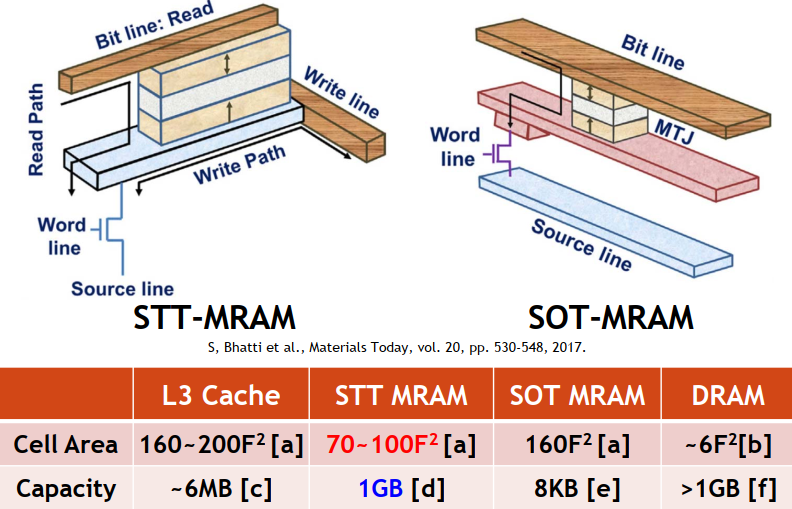 Bit line: Read
Read Path
Write line
Write Path
Word
line
Source line
STT-MRAM
Bit line
MTJ
Word
line
Source line
SOT-MRAM
S, Bhatti et al., Materials Today, vol. 20, pp. 530-548, 2017.
L3 Cache STT MRAM SOT MRAM DRAM
Cell Area 160~200F² [a] 70~100F² [a] 160F² [a] ~6F²[b]
Capacity ~6MB [c] 1GB [d] 8KB [e] >1GB [f]